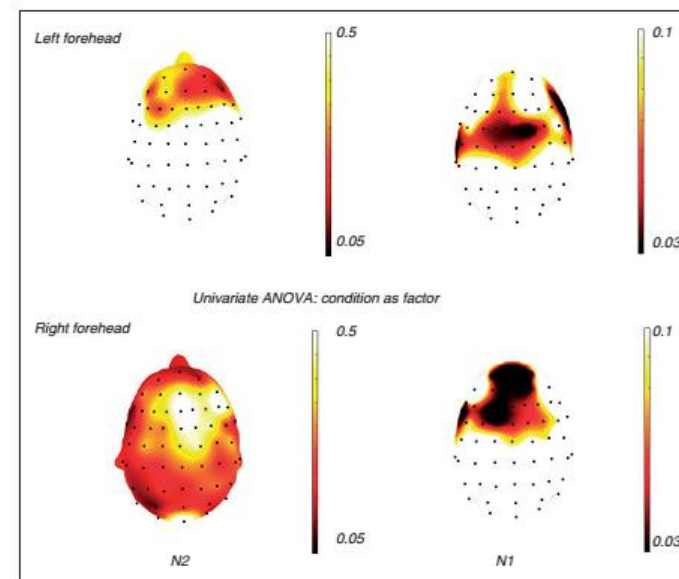 Left forehead
0.5
0.05
0.1
0.03
Univariate ANOVA: condition as factor
Right forehead
0.5
0.05
0.1
0.03
N2
N1